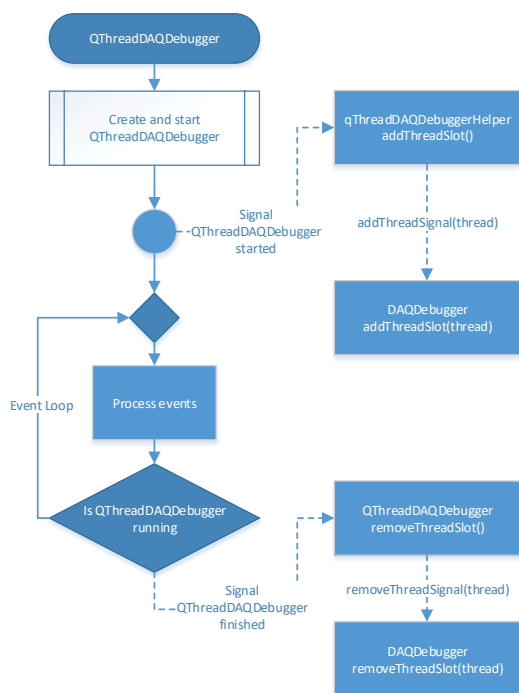 QThreadDAQDebugger
Create and start
QThreadDAQDebugger
qThreadDAQDebuggerHelper
addThreadSlot()
Signal
QThreadDAQDebugger
started
addThreadSignal(thread)
DAQDebugger
addThreadSlot(thread)
Event Loop
Process events
Is QThreadDAQDebugger
running
QThreadDAQDebugger
removeThreadSlot()
Signal
QThreadDAQDebugger
finished
removeThreadSignal(thread)
DAQDebugger
removeThreadSlot(thread)